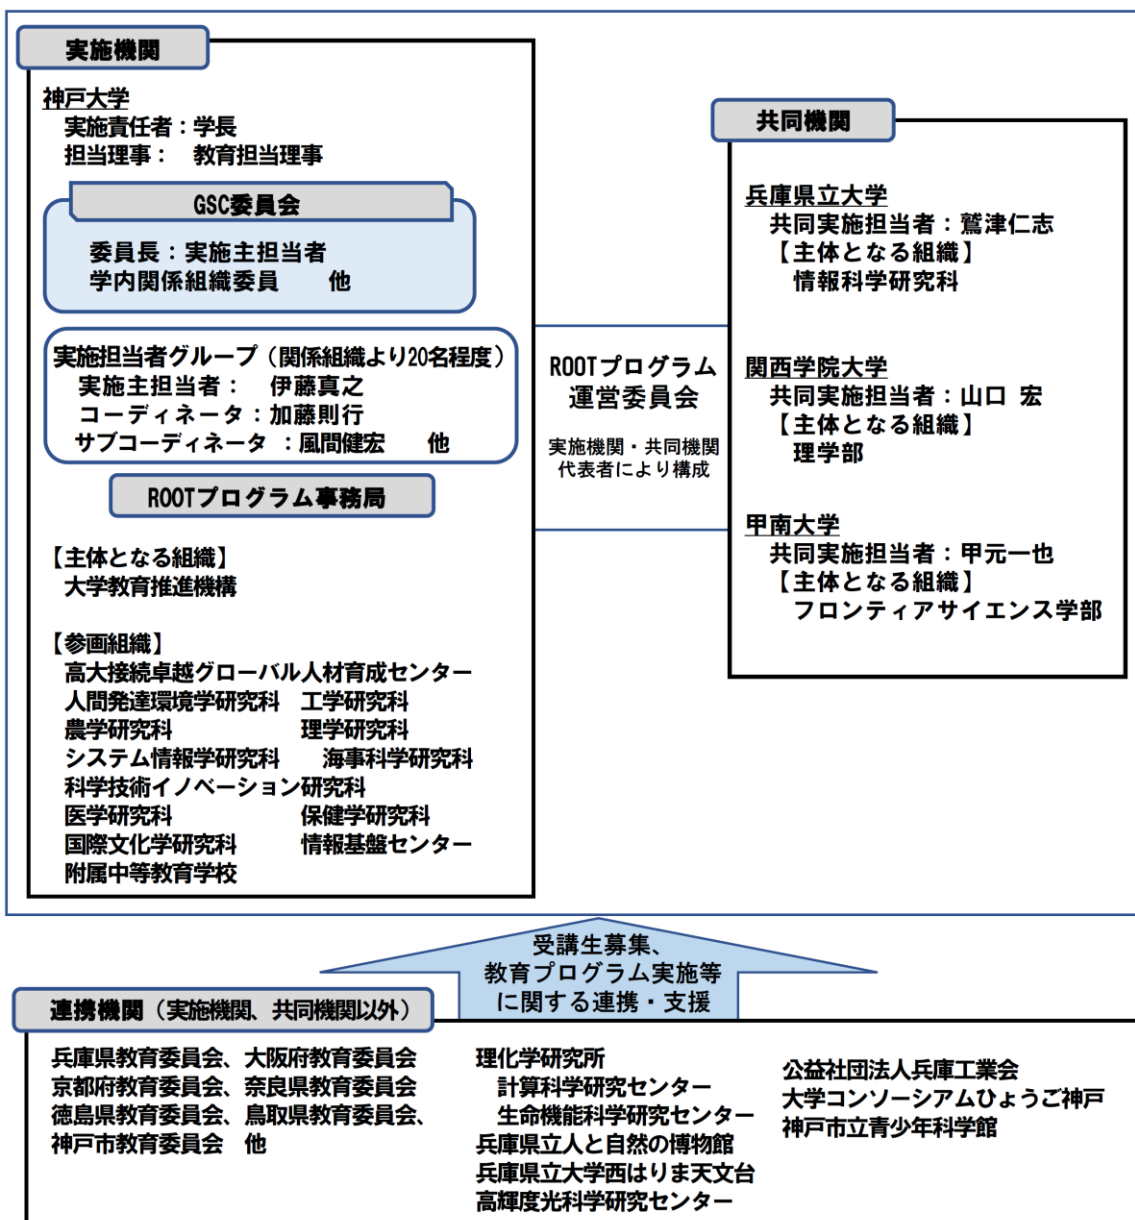 実施機関
神戸大学
実施責任者：学長
担当理事：　教育担当理事
GSC委員会
委員長：実施主担当者
学内関係組織委員　　他
実施担当者グループ（関係組織より20名程度）
実施主担当者：　伊藤真之
コーディネータ：加藤則行
サブコーディネータ：風間健宏　　他
ROOTプログラム事務局
【主体となる組織】
大学教育推進機構
【参画組織】
高大接続卓越グローバル人材育成センター
人間発達環境学研究科　工学研究科
農学研究科　　　　　　理学研究科
システム情報学研究科　　海事科学研究科
科学技術イノベーション研究科
医学研究科　　　　　　保健学研究科
国際文化学研究科　　　情報基盤センター
附属中等教育学校
ROOTプログラム
運営委員会
実施機関・共同機関
代表者により構成
共同機関
兵庫県立大学
共同実施担当者：鷲津仁志
【主体となる組織】
情報科学研究科
関西学院大学
共同実施担当者：山口 宏
【主体となる組織】
理学部
甲南大学
共同実施担当者：甲元一也
【主体となる組織】
フロンティアサイエンス学部
受講生募集、
教育プログラム実施等
に関する連携・支援
連携機関（実施機関、共同機関以外）
兵庫県教育委員会、大阪府教育委員会
京都府教育委員会、奈良県教育委員会
徳島県教育委員会、鳥取県教育委員会、
神戸市教育委員会　他
理化学研究所
計算科学研究センター
生命機能科学研究センター
兵庫県立人と自然の博物館
兵庫県立大学西はりま天文台
高輝度光科学研究センター
公益社団法人兵庫工業会
大学コンソーシアムひょうご神戸
神戸市立青少年科学館